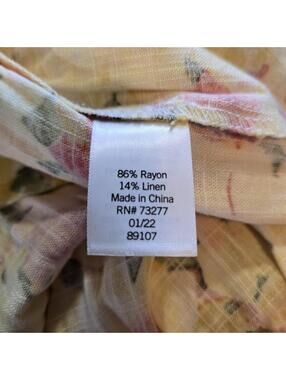 86% Rayon
14% Linen
Made in China
RN# 73277
01/22
89107